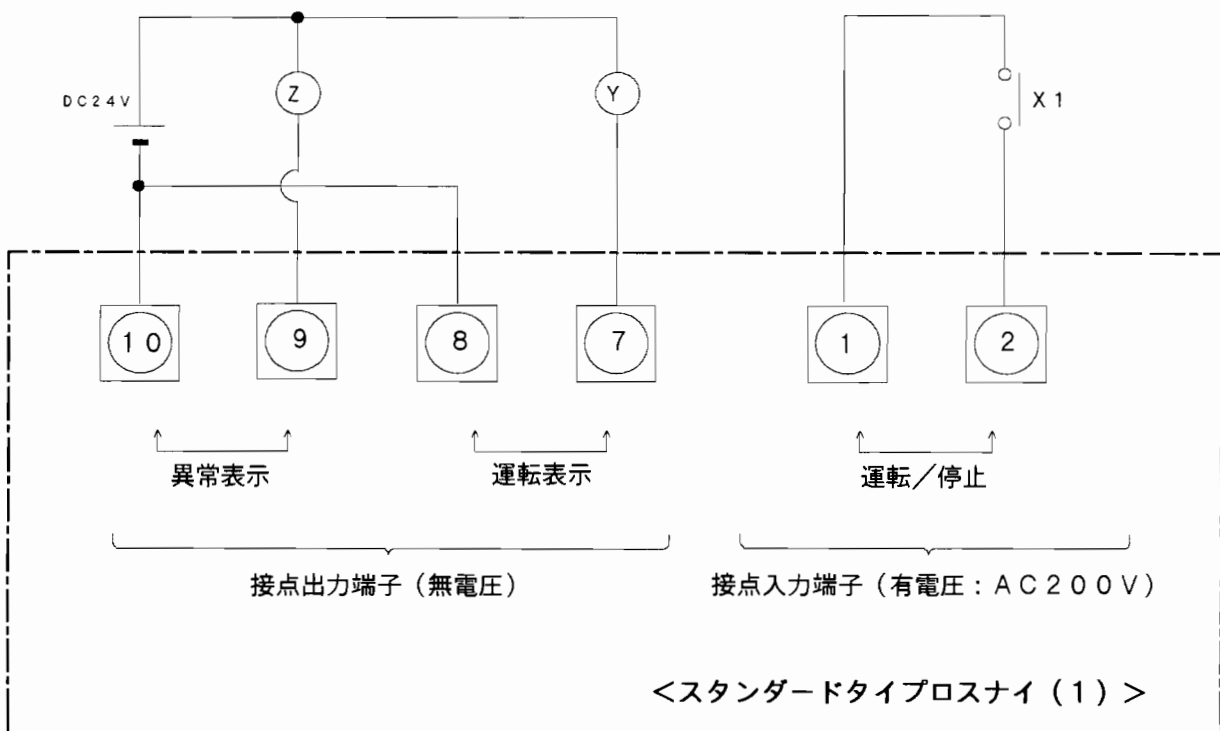 DC24V
Z
Y
X1
10
9
8
7
1
2
異常表示
運転表示
運転/停止
接点出力端子(無電圧)
接点入力端子(有電圧:AC200V)
<スタンダードタイプロスナイ(1)>